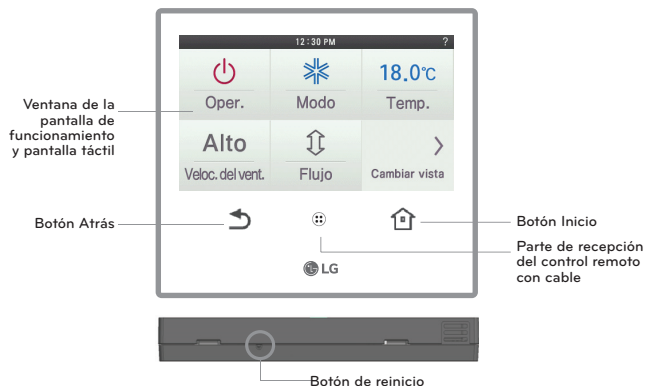 12:30 PM ?
Oper.
Modo
18.0°C
Temp.
Alto
Veloc. del vent.
Flujo
Cambiar vista
LG
Ventana de la
pantalla de
funcionamiento
y pantalla táctil
Botón Atrás
Botón Inicio
Parte de recepción
del control remoto
con cable
Botón de reinicio